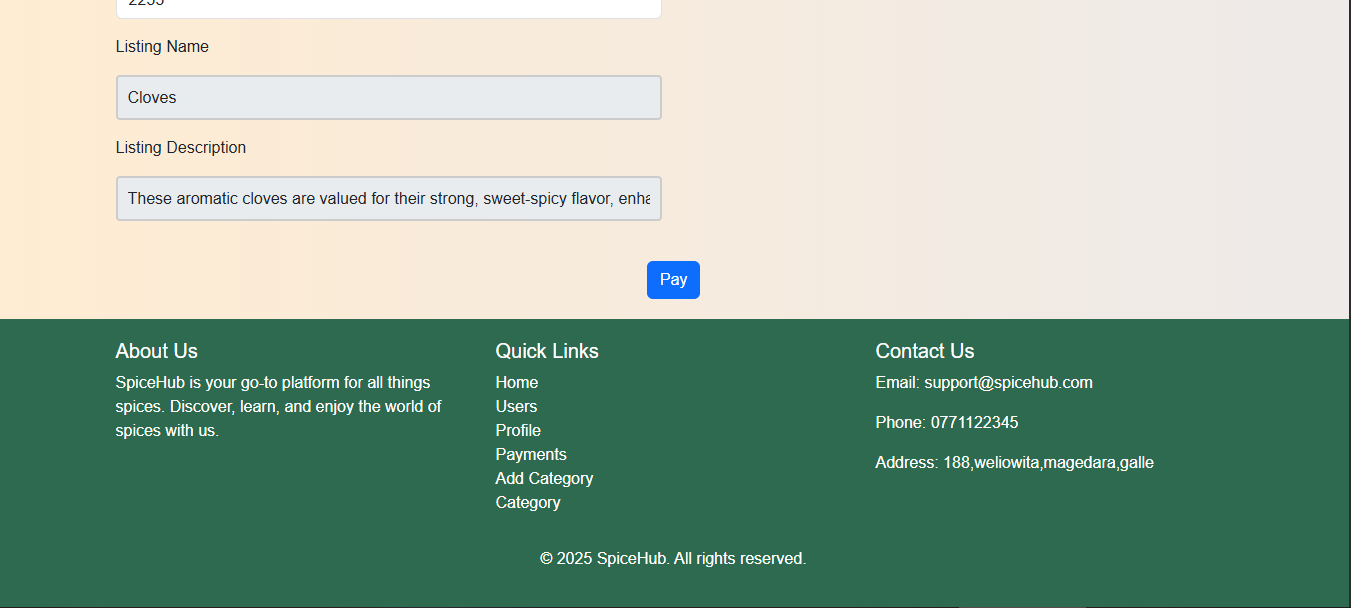 Listing Name
Cloves
Listing Description
These aromatic cloves are valued for their strong, sweet-spicy flavor,
Pay
About Us
SpiceHub is your go-to platform for all things
spices. Discover, learn, and enjoy the world of
spices with us.
Quick Links
Home
Users
Profile
Payments
Add Category
Category
Contact Us
Email: support@spicehub.com
Phone: 0771122345
Address: 188,weliowita,magedara,galle
© 2025 SpiceHub. All rights reserved.